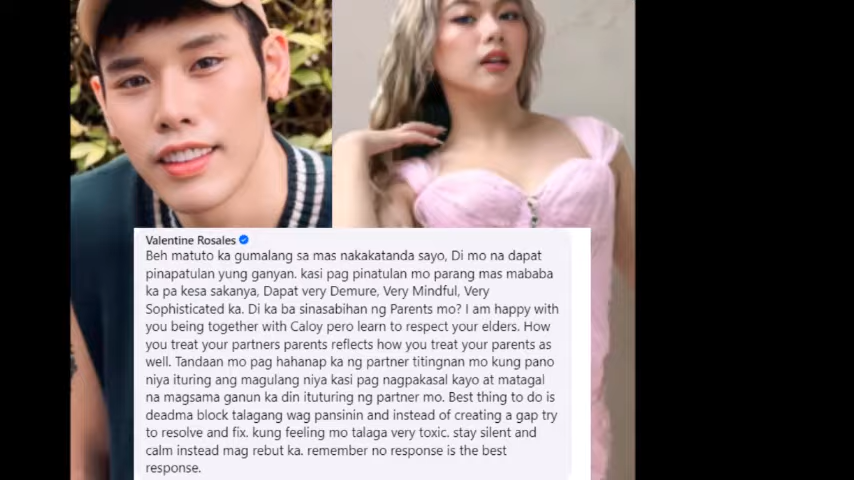 Valentine Rosales
Beh matuto ka gumalang sa mas nakakatanda sayo, Di mo na dapat
pinapatulan yung ganyan. kasi pag pinatulan mo parang mas mababa
ka pa kesa sakanya, Dapat very Demure, Very Mindful, Very
Sophisticated ka. Di ka ba sinasabihan ng Parents mo? I am happy with
you being together with Caloy pero learn to respect your elders. How
you treat your partners parents reflects how you treat your parents as
well. Tandaan mo pag hahanap ka ng partner titingnan mo kung pano
niya ituring ang magulang niya kasi pag nagpakasal kayo at matagal
na magsama ganun ka din ituturing ng partner mo. Best thing to do is
deadma block talagang wag pansinin and instead of creating a gap try
to resolve and fix. kung feeling mo talaga very toxic. stay silent and
calm instead mag rebut ka. remember no response is the best
response.